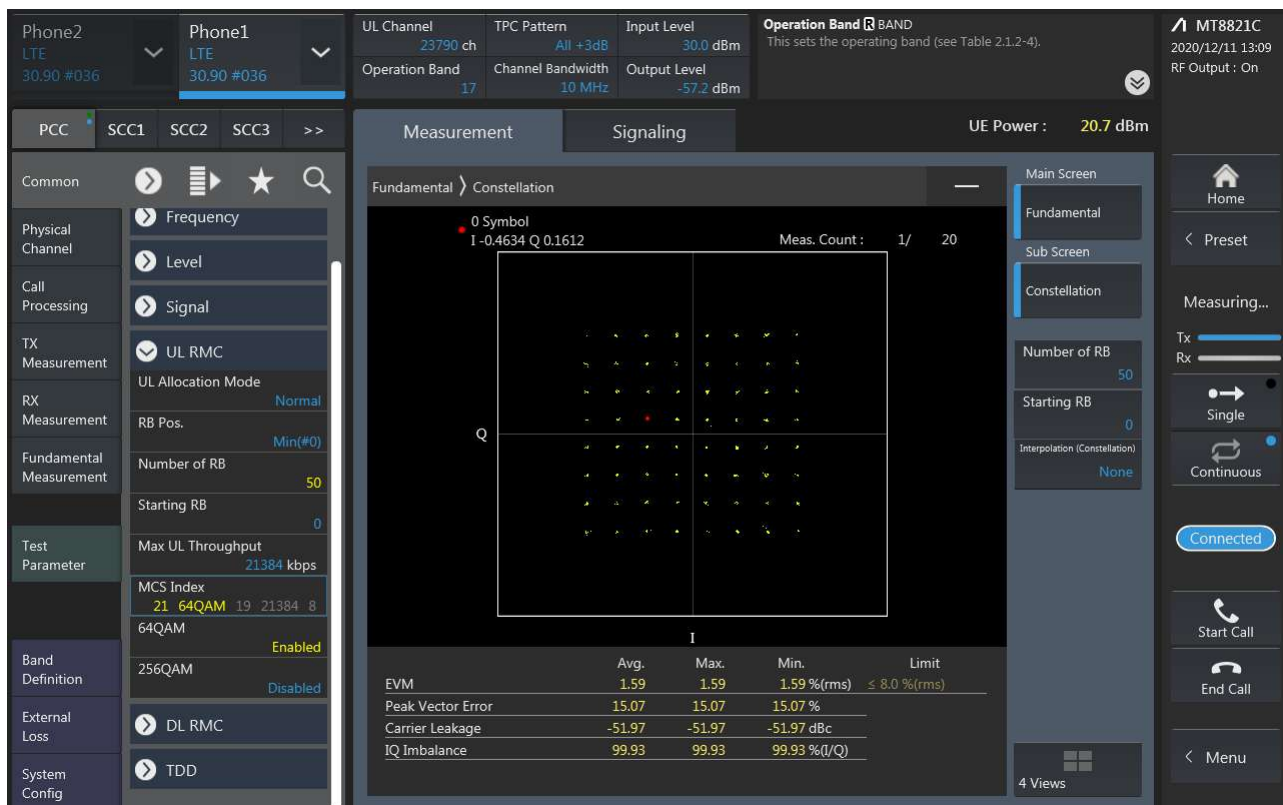 Phone2
LTE
30.90 #036
Phone1
LTE
30.90 #036
UL Channel
23790 ch
TPC Pattern
All +3dB
Input Level
30.0 dBm
Operation Band
17
Channel Bandwidth
10 MHz
Output Level
-57.2 dBm
Operation Band R BAND
This sets the operating band (see Table 2.1.2-4).
MT8821C
2020/12/11 13:09
RF Output : On
PCC SCC1 SCC2 SCC3 >>
Measurement
Signaling
UE Power : 20.7 dBm
Common
Physical
Channel
Call
Processing
TX
Measurement
RX
Measurement
Fundamental
Measurement
Test
Parameter
Band
Definition
External
Loss
System
Config
Frequency
Level
Signal
UL RMC
UL Allocation Mode
Normal
RB Pos.
Min(#0)
Number of RB
50
Starting RB
0
Max UL Throughput
21384 kbps
MCS Index
21 64QAM 19 21384 8
64QAM
Enabled
256QAM
Disabled
DL RMC
TDD
Fundamental 〉 Constellation
0 Symbol
I -0.4634 Q 0.1612
Meas. Count : 1/ 20
Q
I
Avg. Max. Min. Limit
EVM 1.59 1.59 1.59 %(rms) ≤ 8.0 %(rms)
Peak Vector Error 15.07 15.07 15.07 %
Carrier Leakage -51.97 -51.97 -51.97 dBc
IQ Imbalance 99.93 99.93 99.93 %(I/Q)
Main Screen
Fundamental
Sub Screen
Constellation
Number of RB
50
Starting RB
0
Interpolation (Constellation)
None
4 Views
Home
< Preset
Measuring...
Tx
Rx
Single
Continuous
Connected
Start Call
End Call
< Menu